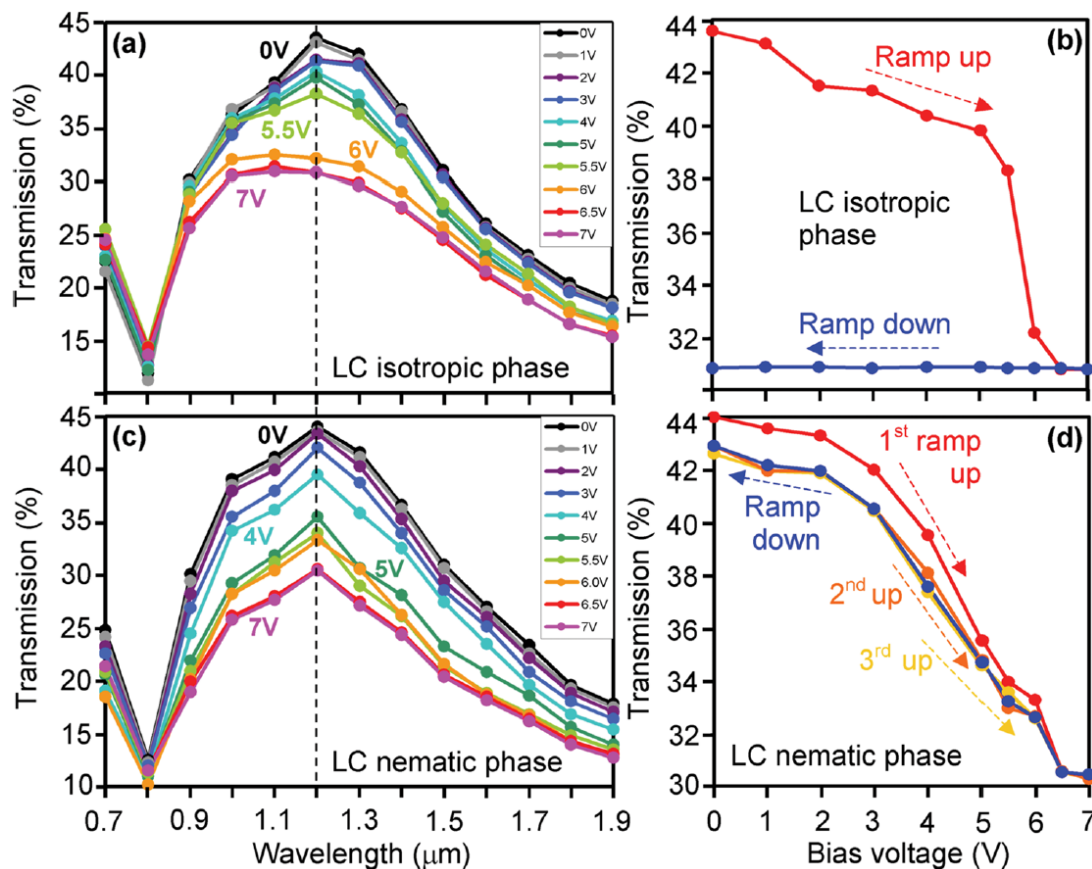 (a)
Transmission (%)
45
40
35
30
25
20
15
0V
5.5V
6V
7V
0V
1V
2V
3V
4V
5V
5.5V
6V
6.5V
7V
LC isotropic phase
(b)
Transmission (%)
44
42
40
38
36
34
32
Ramp up
LC isotropic
phase
Ramp down
(c)
Transmission (%)
45
40
35
30
25
20
15
10
0V
4V
5V
7V
0V
1V
2V
3V
4V
5V
5.5V
6.0V
6.5V
7V
LC nematic phase
0.7 0.9 1.1 1.3 1.5 1.7 1.9
Wavelength (μm)
(d)
Transmission (%)
44
42
40
38
36
34
32
30
1st ramp
up
Ramp
down
2nd up
3rd up
LC nematic phase
0 1 2 3 4 5 6 7
Bias voltage (V)